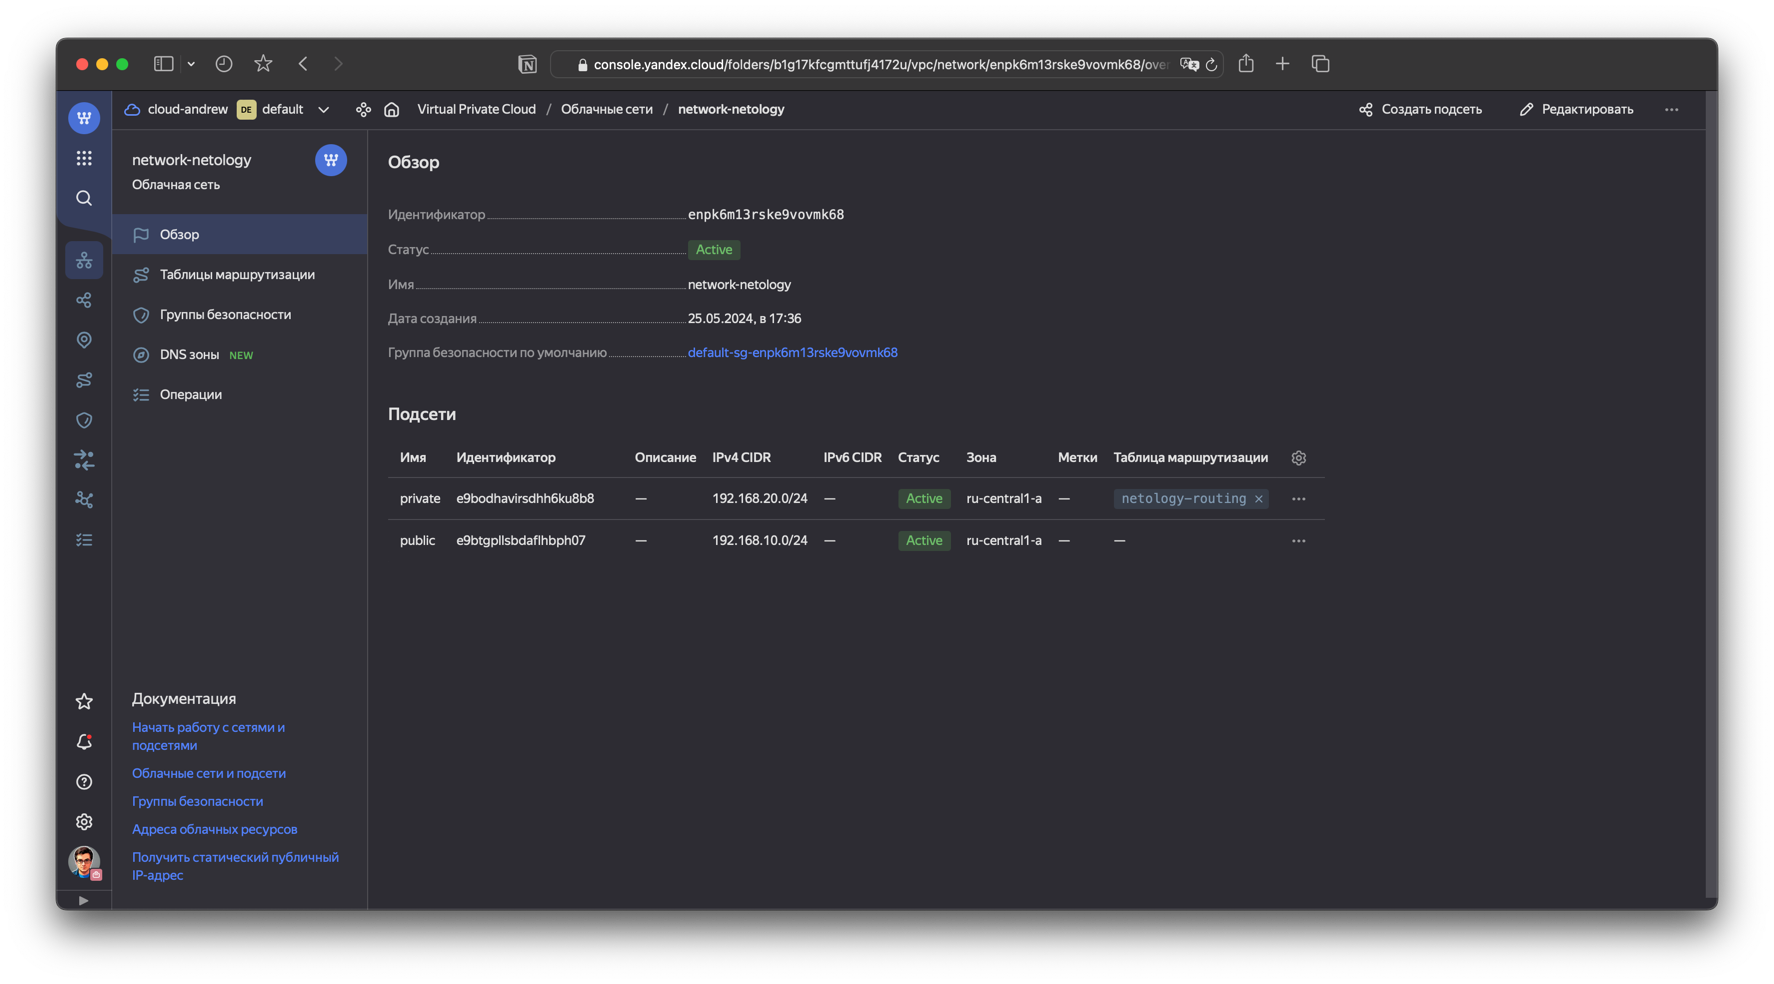 console.yandex.cloud/folders/b1g17kfcgmttufj4172u/vpc/network/enpk6m13rske9vovmk68/over
cloud-andrew DE default Virtual Private Cloud / Облачные сети / network-netology Создать подсеть Редактировать
network-netology
Облачная сеть
Обзор
Таблицы маршрутизации
Группы безопасности
DNS зоны NEW
Операции
Документация
Начать работу с сетями и
подсетями
Облачные сети и подсети
Группы безопасности
Адреса облачных ресурсов
Получить статический публичный
IP-адрес
Обзор
Идентификатор enpk6m13rske9vovmk68
Статус Active
Имя network-netology
Дата создания 25.05.2024, в 17:36
Группа безопасности по умолчанию default-sg-enpk6m13rske9vovmk68
Подсети
Имя Идентификатор Описание IPv4 CIDR IPv6 CIDR Статус Зона Метки Таблица маршрутизации
private e9bodhavirsdhh6ku8b8 — 192.168.20.0/24 — Active ru-central1-a — netology-routing ×
public e9btgpllsbdaflhbph07 — 192.168.10.0/24 — Active ru-central1-a — —